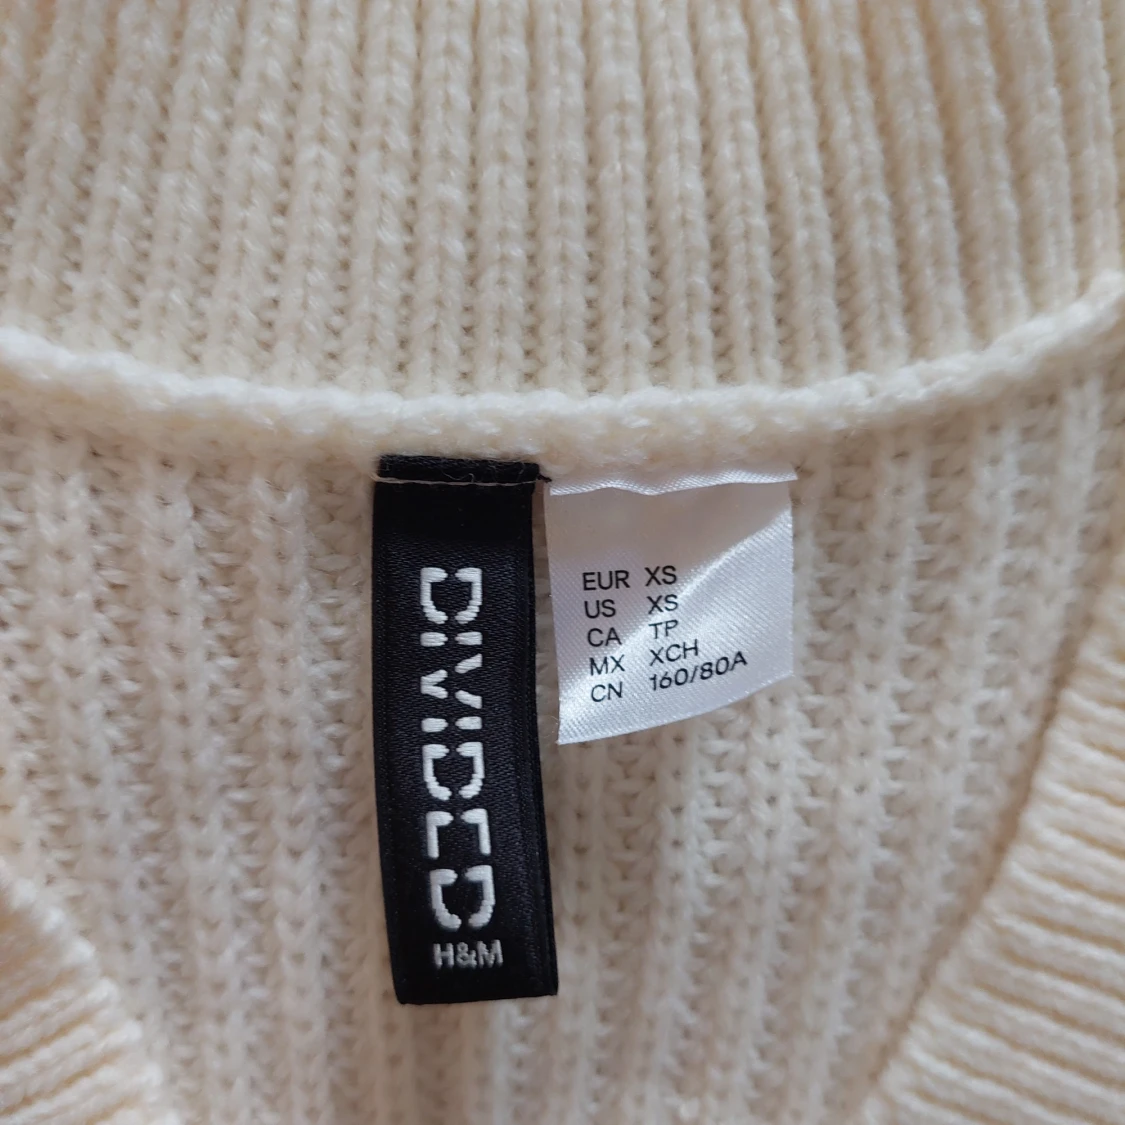 DIVIDED
H&M
EUR XS
US XS
CA TP
MX XCH
CN 160/80A